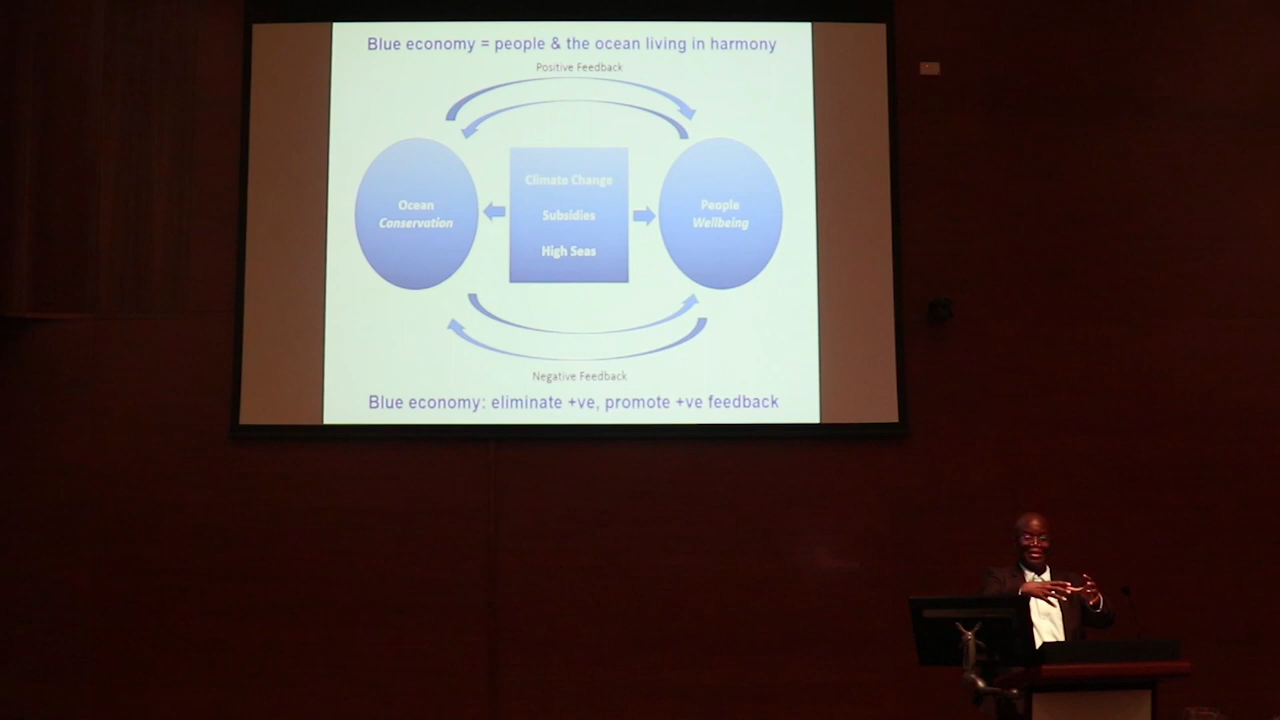 Blue economy = people & the ocean living in harmony
Positive Feedback
Ocean
Conservation
Climate Change
Subsidies
High Seas
People
Wellbeing
Negative Feedback
Blue economy: eliminate +ve, promote +ve feedback